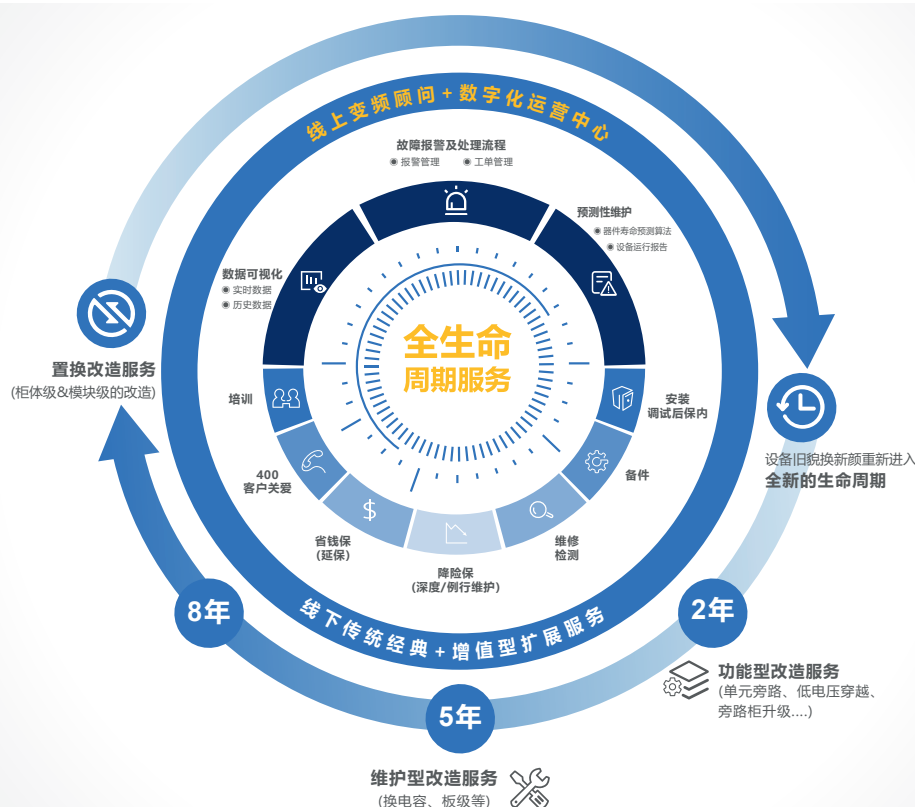 线上变频顾问+数字化运营中心
故障报警及处理流程
◉ 报警管理 ◉ 工单管理
预测性维护
◉ 器件寿命预测算法
◉ 设备运行报告
数据可视化
◉ 实时数据
◉ 历史数据
全生命
周期服务
置换改造服务
(柜体级&模块级的改造)
培训
安装
调试后保内
400
客户关爱
备件
设备旧貌换新颜重新进入
全新的生命周期
$
省钱保
(延保)
维修
检测
降险保
(深度/例行维护)
线下传统经典+增值型扩展服务
8年
2年
功能型改造服务
(单元旁路、低电压穿越、
旁路柜升级....)
5年
维护型改造服务
(换电容、板级等)